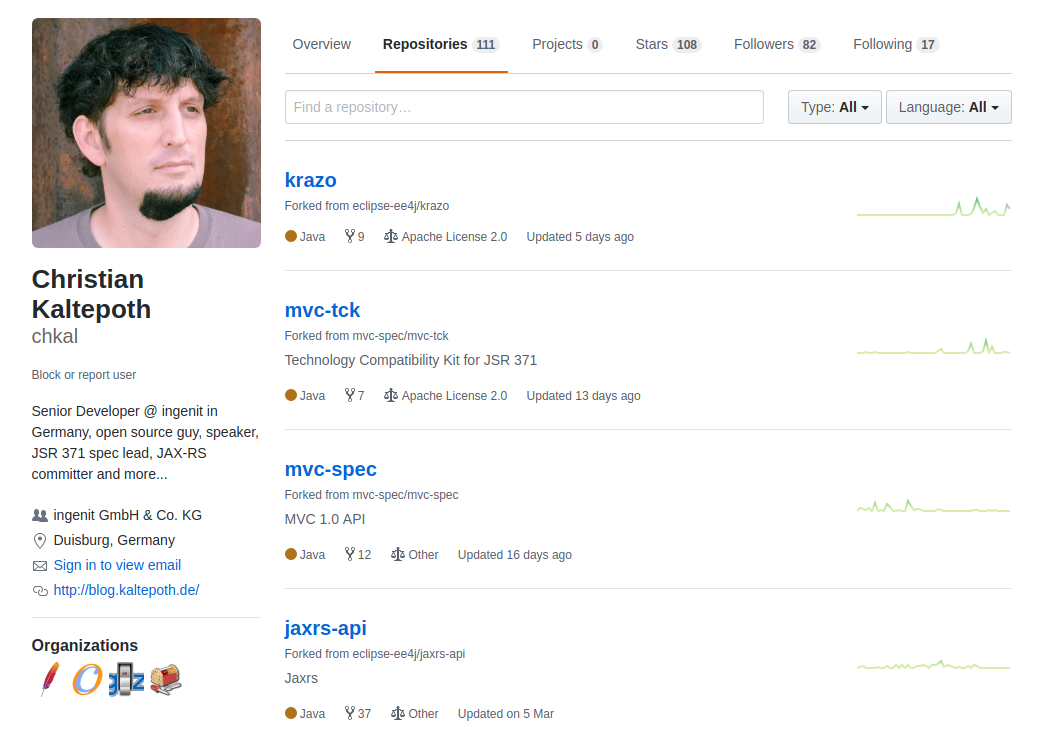 Overview Repositories 111 Projects 0 Stars 108 Followers 82 Following 17
Find a repository…
Type: All
Language: All
krazo
Forked from eclipse-ee4j/krazo
Java 9 Apache License 2.0 Updated 5 days ago
mvc-tck
Forked from mvc-spec/mvc-tck
Technology Compatibility Kit for JSR 371
Java 7 Apache License 2.0 Updated 13 days ago
mvc-spec
Forked from mvc-spec/mvc-spec
MVC 1.0 API
Java 12 Other Updated 16 days ago
jaxrs-api
Forked from eclipse-ee4j/jaxrs-api
Jaxrs
Java 37 Other Updated on 5 Mar
Christian
Kaltepoth
chkal
Block or report user
Senior Developer @ ingenit in
Germany, open source guy, speaker,
JSR 371 spec lead, JAX-RS
committer and more...
ingenit GmbH & Co. KG
Duisburg, Germany
Sign in to view email
http://blog.kaltepoth.de/
Organizations